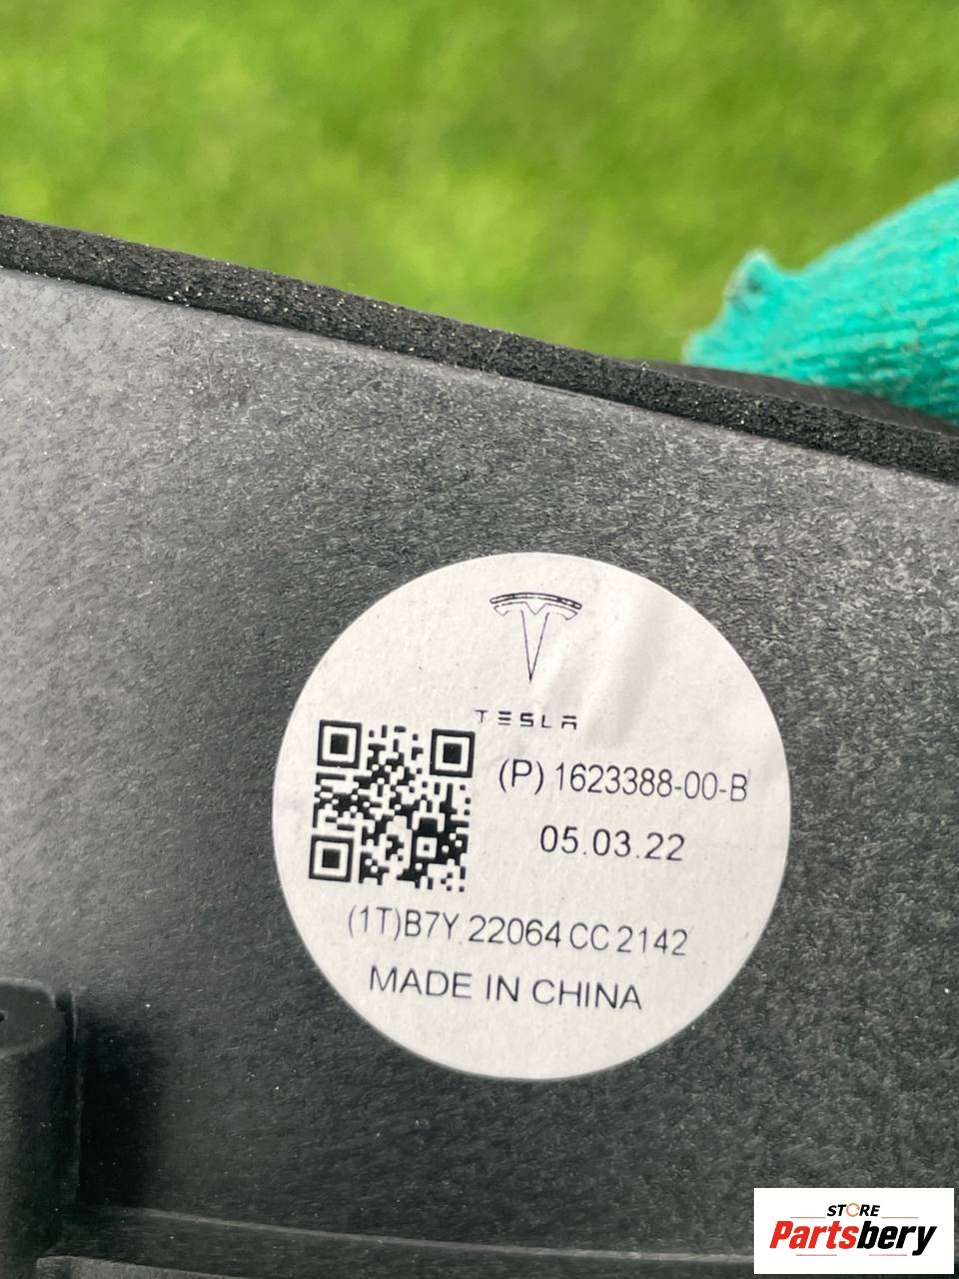 TESLA
(P) 1623388-00-B
05.03.22
(1T)B7Y 22064 CC 2142
MADE IN CHINA
STORE
Partsbery